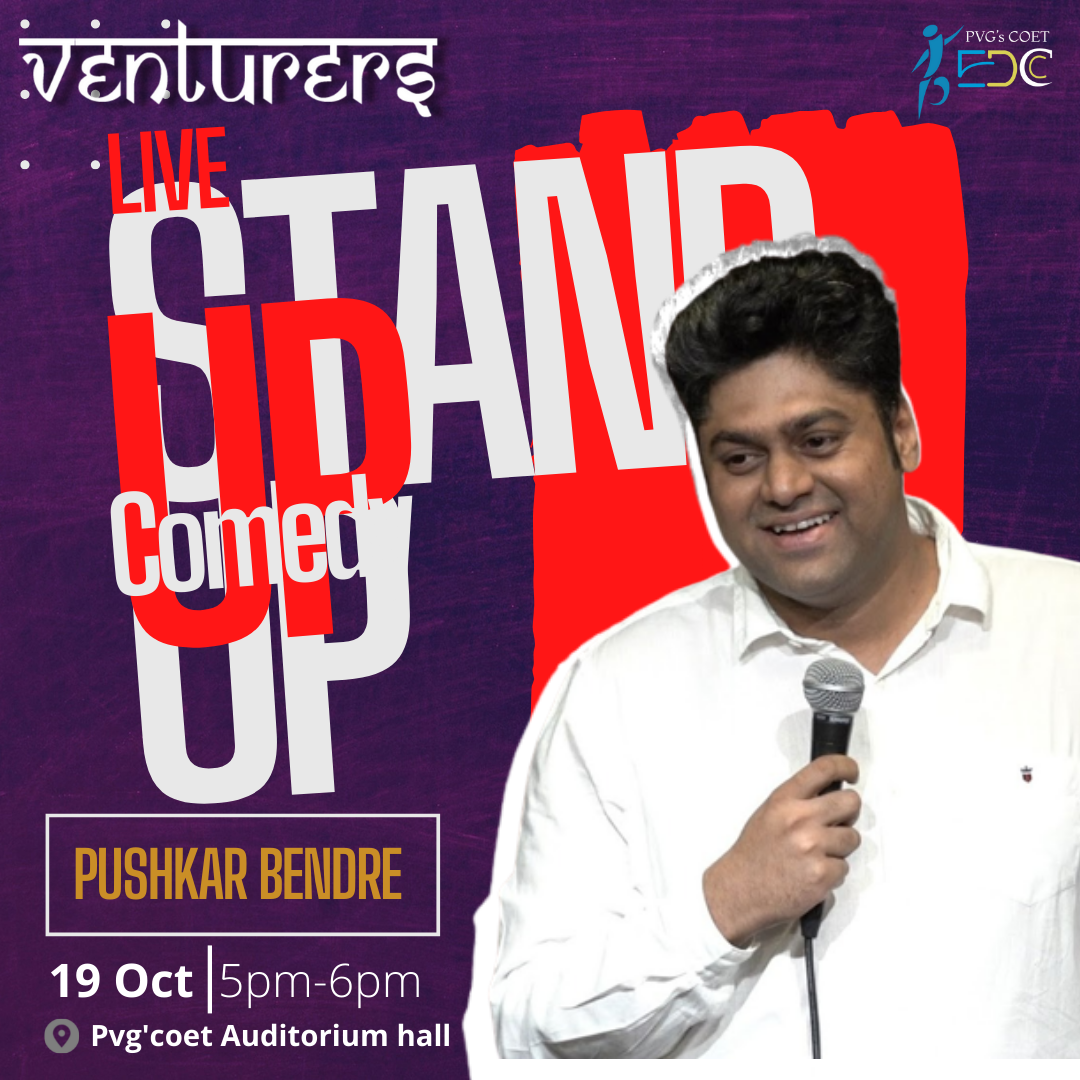 venturers
PVG's COET
EDC
LIVE
STAND
UP
Comedy
UP
PUSHKAR BENDRE
19 Oct | 5pm-6pm
Pvg'coet Auditorium hall